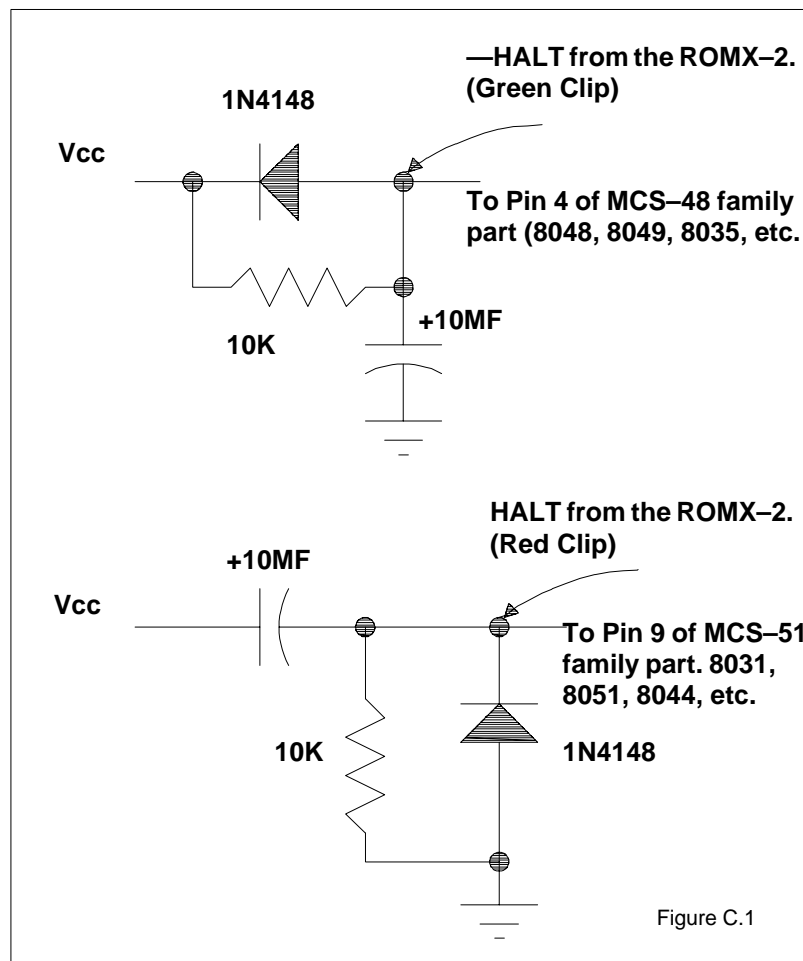 —HALT from the ROMX–2.
(Green Clip)
1N4148
Vcc
To Pin 4 of MCS–48 family
part (8048, 8049, 8035, etc.
+10MF
10K
HALT from the ROMX–2.
(Red Clip)
+10MF
Vcc
To Pin 9 of MCS–51
family part. 8031,
8051, 8044, etc.
10K
1N4148
Figure C.1